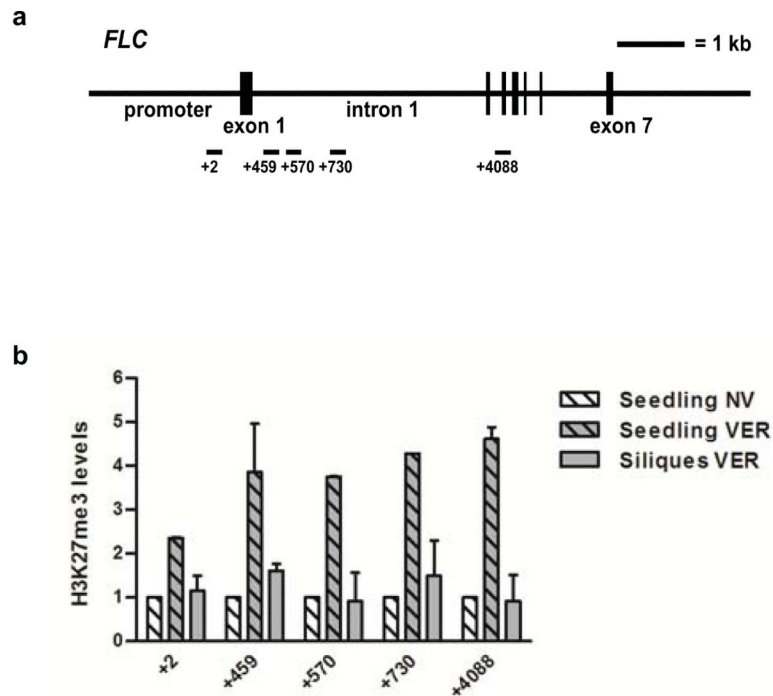 a
FLC
= 1 kb
promoter
intron 1
exon 1
exon 7
+2
+459
+570
+730
+4088
b
H3K27me3 levels
6
5
4
3
2
1
0
+2
+459
+570
+730
+4088
Seedling NV
Seedling VER
Siliques VER